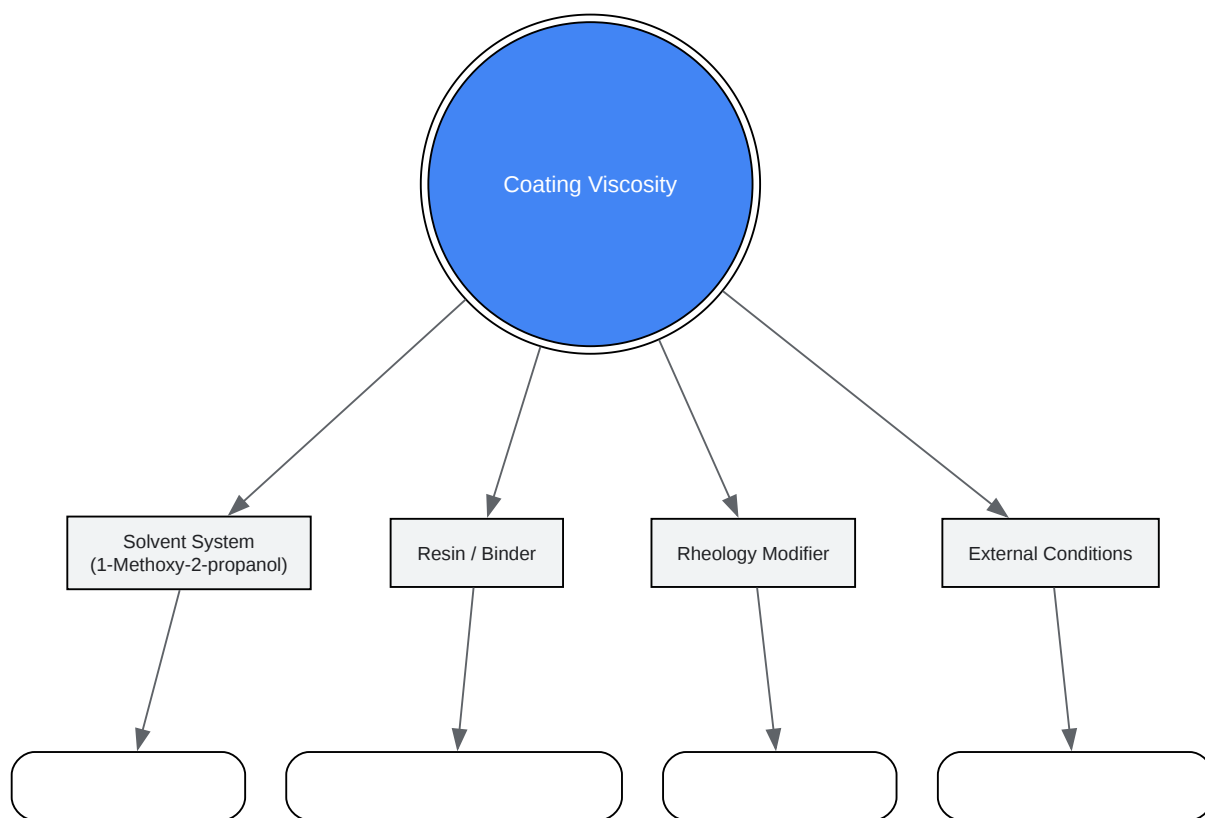 Coating Viscosity
Solvent System
(1-Methoxy-2-propanol)
Resin / Binder
Rheology Modifier
External Conditions